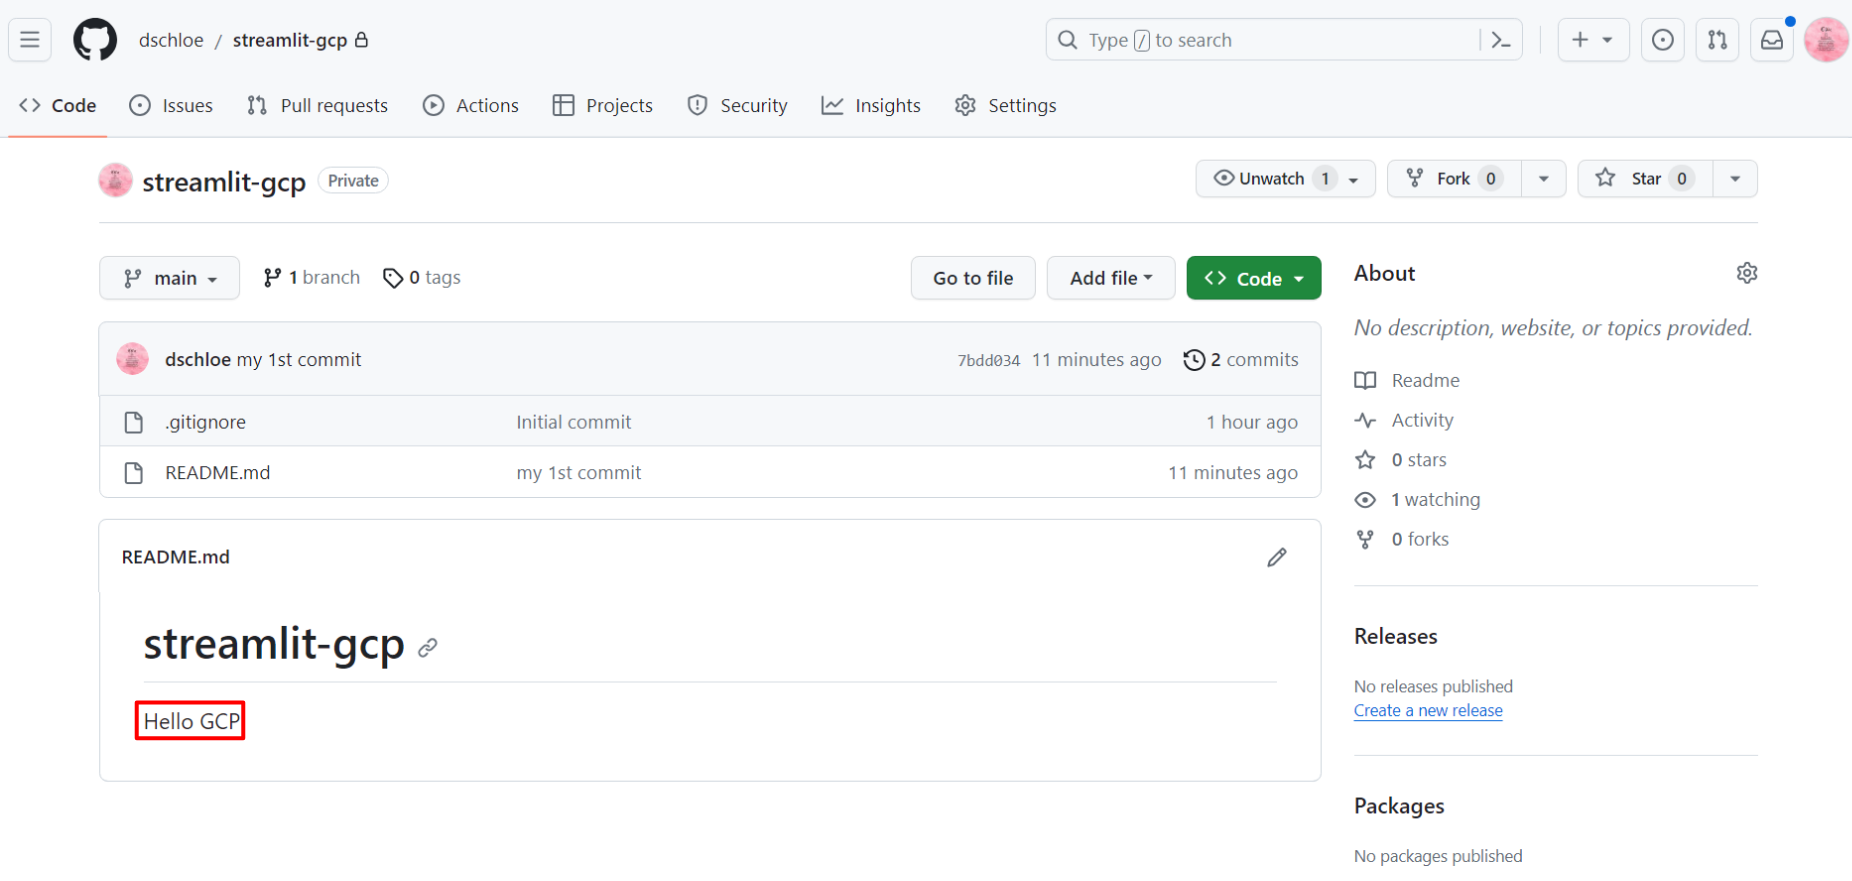 dschloe / streamlit-gcp
Type / to search
Code
Issues
Pull requests
Actions
Projects
Security
Insights
Settings
streamlit-gcp Private
Unwatch 1
Fork 0
Star 0
main
1 branch
0 tags
Go to file
Add file
Code
dschloe my 1st commit 7bdd034 11 minutes ago 2 commits
.gitignore Initial commit 1 hour ago
README.md my 1st commit 11 minutes ago
README.md
streamlit-gcp
Hello GCP
About
No description, website, or topics provided.
Readme
Activity
0 stars
1 watching
0 forks
Releases
No releases published
Create a new release
Packages
No packages published